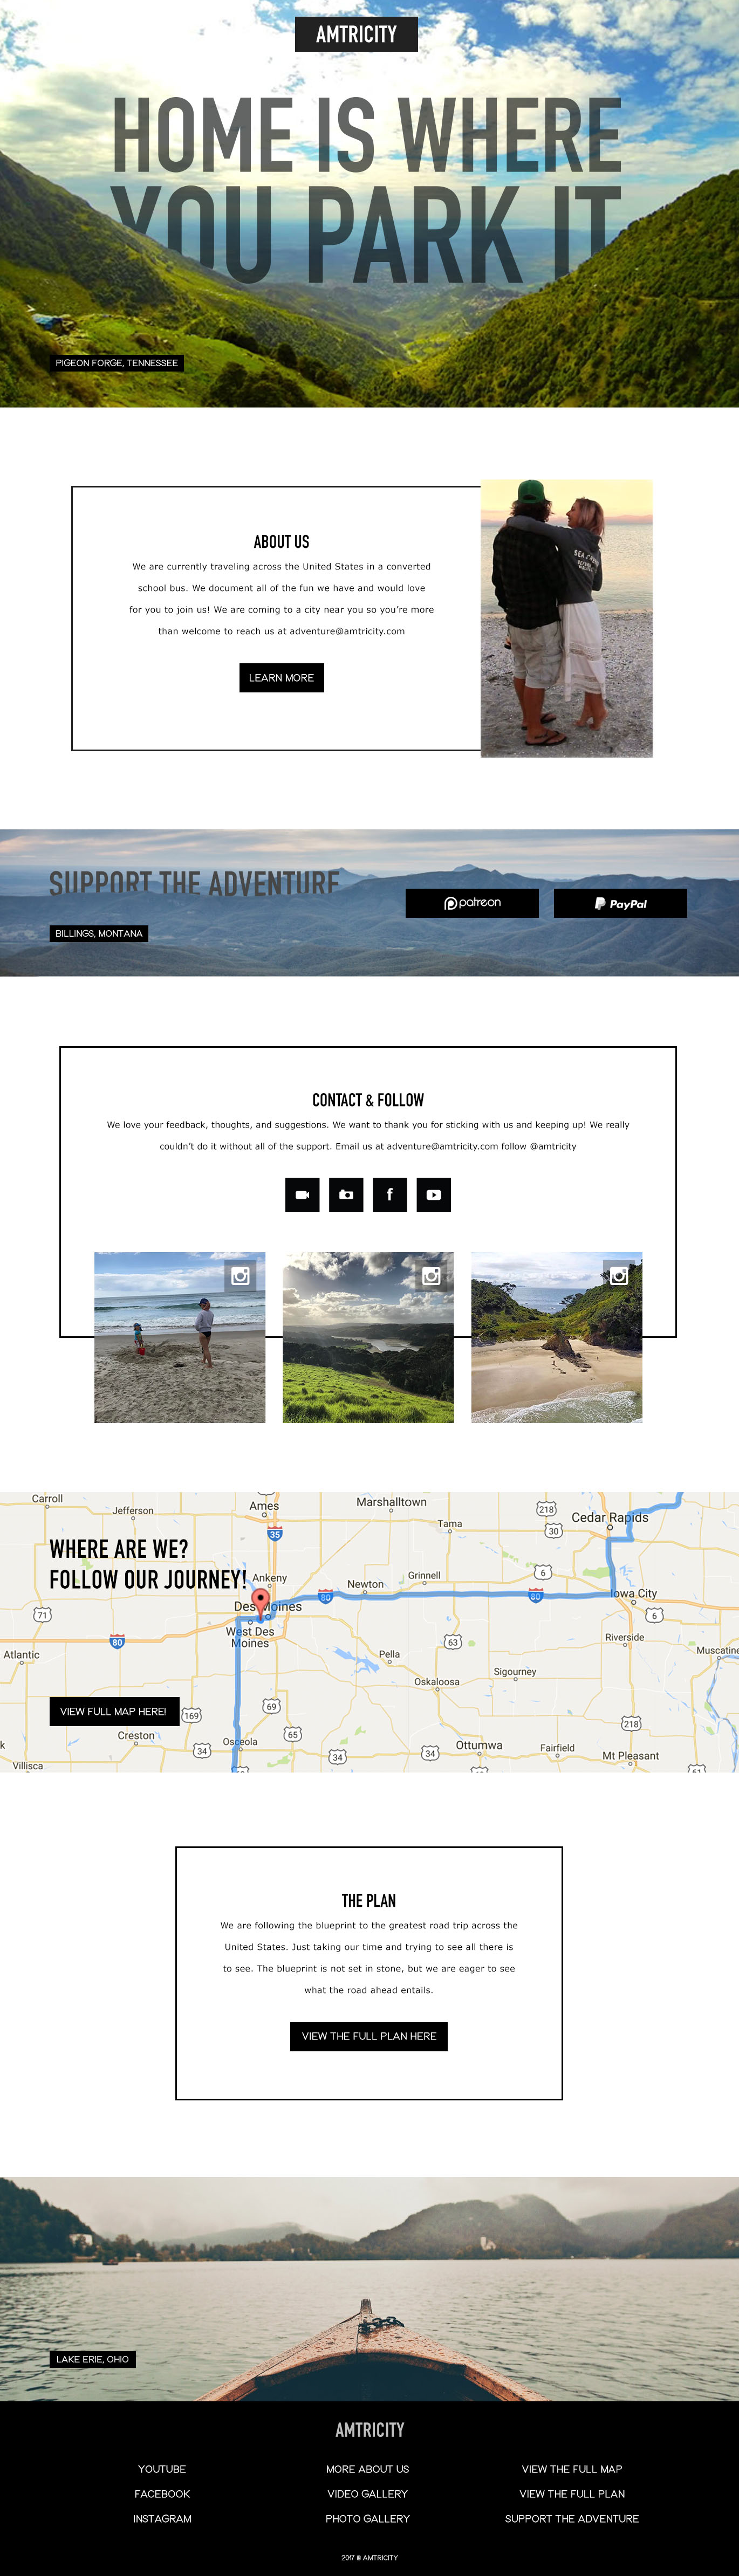 AMTRICITY
HOME IS WHERE
YOU PARK IT
PIGEON FORGE, TENNESSEE
ABOUT US
We are currently traveling across the United States in a converted
school bus. We document all of the fun we have and would love
for you to join us! We are coming to a city near you so you're more
than welcome to reach us at adventure@amtricity.com
LEARN MORE
SUPPORT THE ADVENTURE
patreon
PayPal
BILLINGS, MONTANA
CONTACT & FOLLOW
We love your feedback, thoughts, and suggestions. We want to thank you for sticking with us and keeping up! We really
couldn't do it without all of the support. Email us at adventure@amtricity.com follow @amtricity
f
Carroll
Jefferson
Ames
Marshalltown
Tama
218
Cedar Rapids
30
35
WHERE ARE WE?
FOLLOW OUR JOURNEY!
Ankeny
Newton
Grinnell
6
80
80
Iowa City
Des Moines
71
6
West Des
Moines
80
63
Riverside
Atlantic
Pella
Muscatine
Sigourney
Oskaloosa
69
VIEW FULL MAP HERE!
169
218
Creston
65
Osceola
34
34
34
Ottumwa
Fairfield
Mt Pleasant
k
Villisca
THE PLAN
We are following the blueprint to the greatest road trip across the
United States. Just taking our time and trying to see all there is
to see. The blueprint is not set in stone, but we are eager to see
what the road ahead entails.
VIEW THE FULL PLAN HERE
LAKE ERIE, OHIO
AMTRICITY
YOUTUBE
MORE ABOUT US
VIEW THE FULL MAP
FACEBOOK
VIDEO GALLERY
VIEW THE FULL PLAN
INSTAGRAM
PHOTO GALLERY
SUPPORT THE ADVENTURE
2017 © AMTRICITY